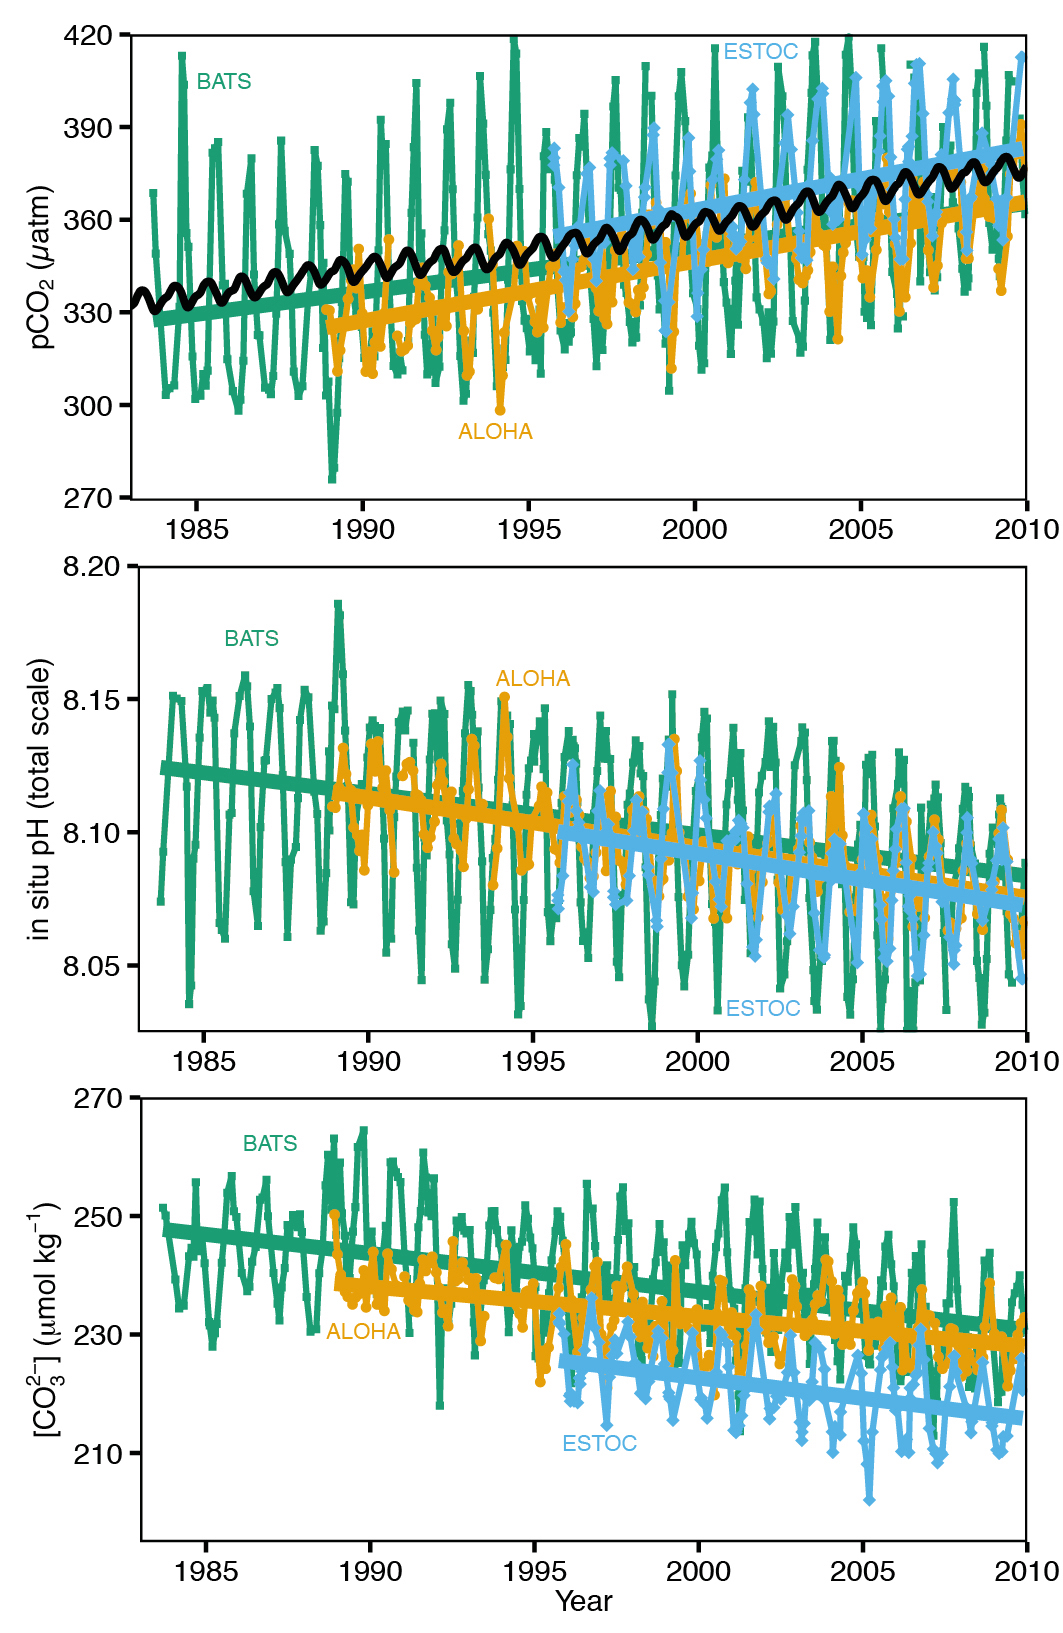 420
390
360
330
300
270
pCO2 (µatm)
BATS
ESTOC
ALOHA
1985 1990 1995 2000 2005 2010
8.20
8.15
8.10
8.05
in situ pH (total scale)
BATS
ALOHA
ESTOC
1985 1990 1995 2000 2005 2010
270
250
230
210
[CO₃²⁻] (µmol kg⁻¹)
BATS
ALOHA
ESTOC
1985 1990 1995 2000 2005 2010
Year